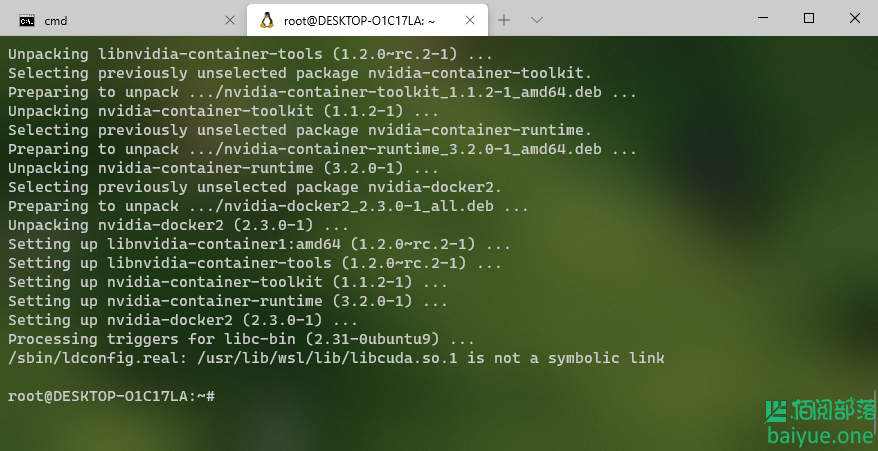 cmd
root@DESKTOP-O1C17LA: ~
Unpacking libnvidia-container-tools (1.2.0~rc.2-1) ...
Selecting previously unselected package nvidia-container-toolkit.
Preparing to unpack .../nvidia-container-toolkit_1.1.2-1_amd64.deb ...
Unpacking nvidia-container-toolkit (1.1.2-1) ...
Selecting previously unselected package nvidia-container-runtime.
Preparing to unpack .../nvidia-container-runtime_3.2.0-1_amd64.deb ...
Unpacking nvidia-container-runtime (3.2.0-1) ...
Selecting previously unselected package nvidia-docker2.
Preparing to unpack .../nvidia-docker2_2.3.0-1_all.deb ...
Unpacking nvidia-docker2 (2.3.0-1) ...
Setting up libnvidia-container1:amd64 (1.2.0~rc.2-1) ...
Setting up libnvidia-container-tools (1.2.0~rc.2-1) ...
Setting up nvidia-container-toolkit (1.1.2-1) ...
Setting up nvidia-container-runtime (3.2.0-1) ...
Setting up nvidia-docker2 (2.3.0-1) ...
Processing triggers for libc-bin (2.31-0ubuntu9) ...
/sbin/ldconfig.real: /usr/lib/wsl/lib/libcuda.so.1 is not a symbolic link
root@DESKTOP-O1C17LA:~#
佰阅部落
baiyue.one